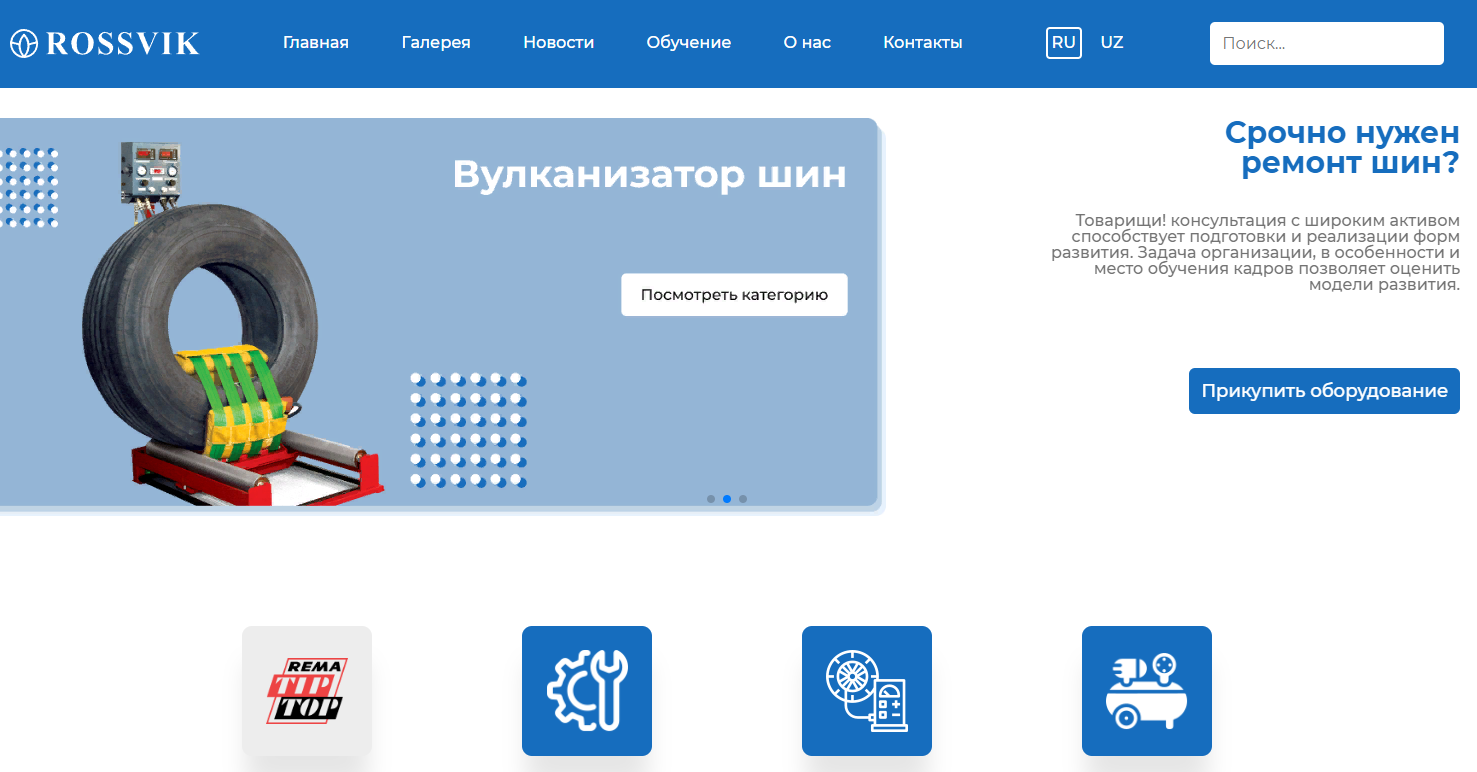 ROSSVIK
Главная
Галерея
Новости
Обучение
О нас
Контакты
RU
UZ
Поиск...
Вулканизатор шин
Посмотреть категорию
Срочно нужен
ремонт шин?
Товарищи! консультация с широким активом
способствует подготовки и реализации форм
развития. Задача организации, в особенности и
место обучения кадров позволяет оценить
модели развития.
Прикупить оборудование
REMA
TIP
TOP